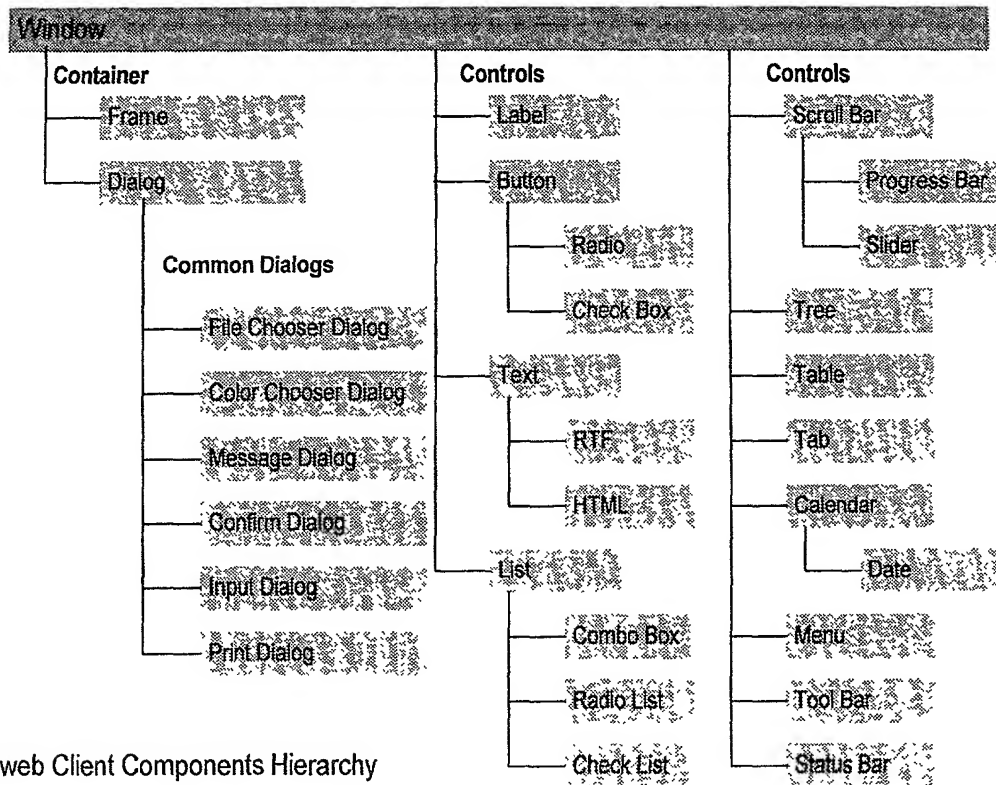 Window
Container
Frame
Dialog
Common Dialogs
File Chooser Dialog
Color Chooser Dialog
Message Dialog
Confirm Dialog
Input Dialog
Print Dialog
Controls
Label
Button
Radio
Check Box
Text
RTF
HTML
List
Combo Box
Radio List
Check List
Controls
Scroll Bar
Progress Bar
Slider
Tree
Table
Tab
Calendar
Date
Menu
Tool Bar
Status Bar
web Client Components Hierarchy